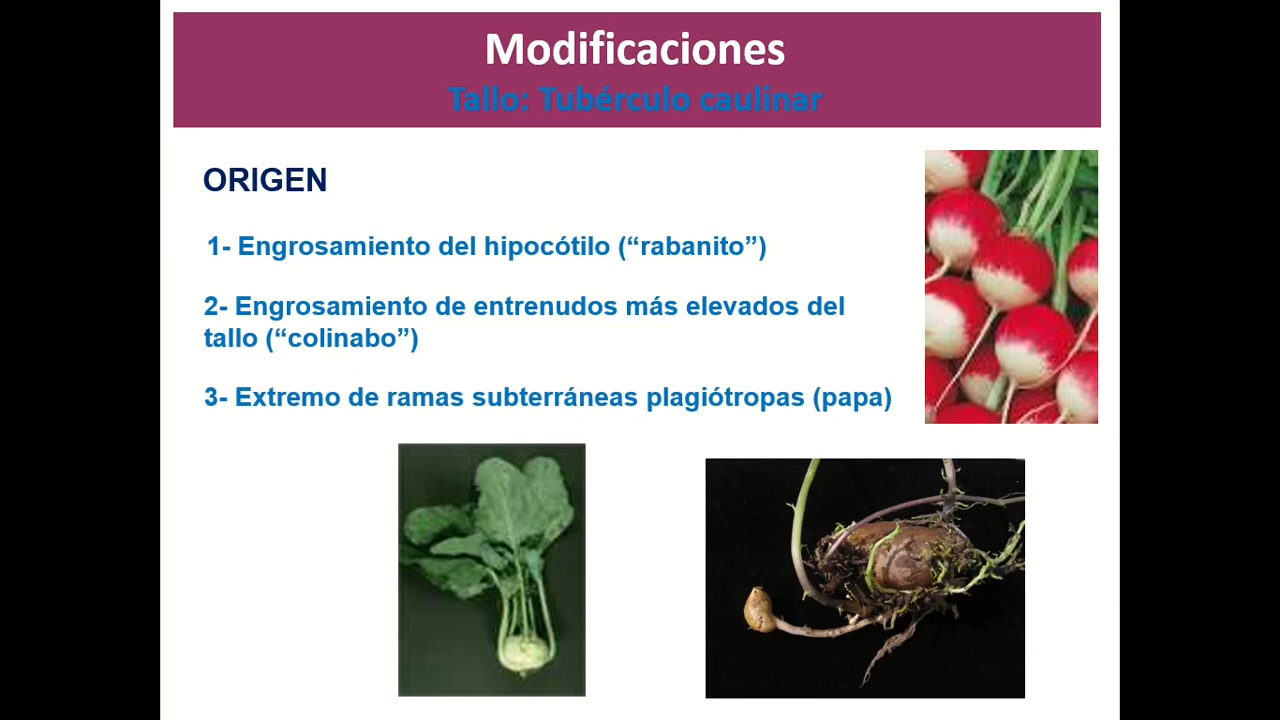 Modificaciones
Tallo: Tubérculo caulinar
ORIGEN
1- Engrosamiento del hipocótilo (“rabanito”)
2- Engrosamiento de entrenudos más elevados del
tallo (“colinabo”)
3- Extremo de ramas subterráneas plagiótropas (papa)